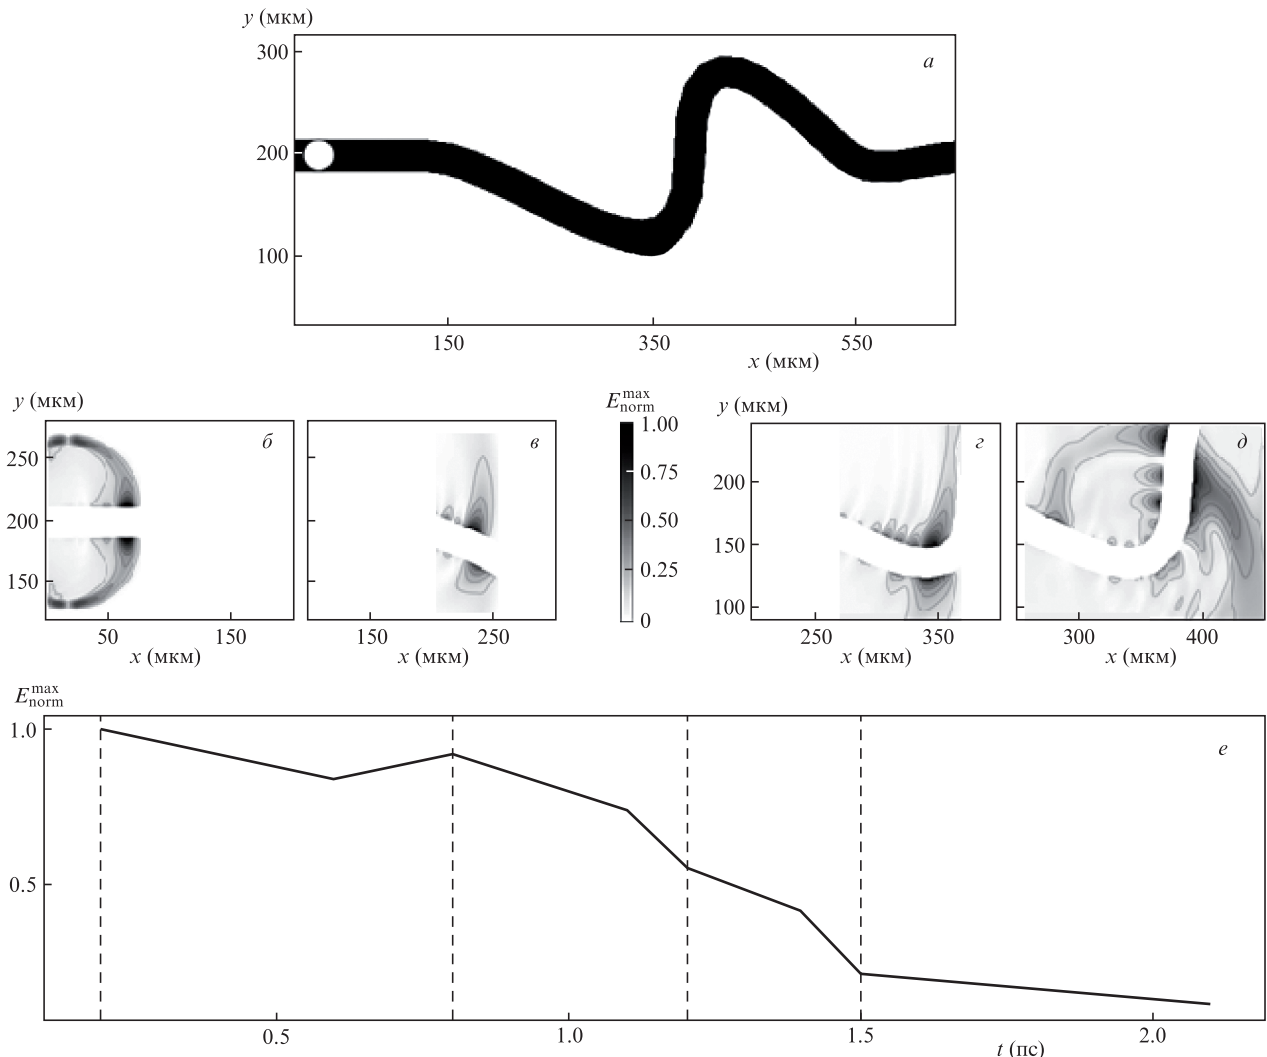 y (мкм)
а
300
200
100
150 350 550
x (мкм)
y (мкм)
б
250
200
150
50 150
x (мкм)
в
150 250
x (мкм)
E max norm
1.00
0.75
0.50
0.25
0
y (мкм)
г
200
150
100
250 350
x (мкм)
д
300 400
x (мкм)
E max norm
1.0
е
0.5
0.5 1.0 1.5 2.0
t (пс)